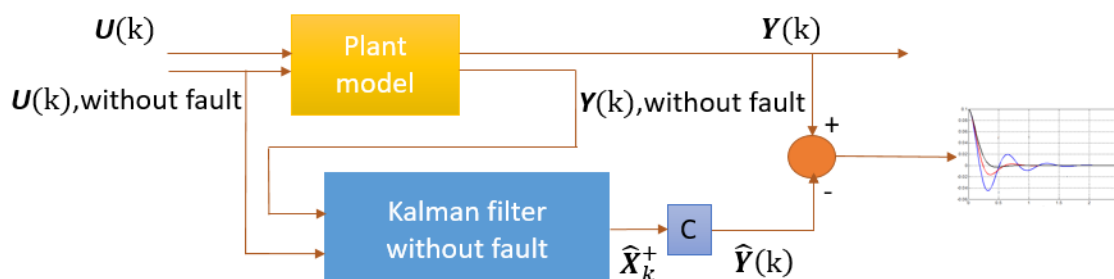 U(k)
Y(k)
Plant
model
U(k),without fault
Y(k), without fault
+
-
Kalman filter
without fault
C
X̂ₖ⁺
Ŷ(k)